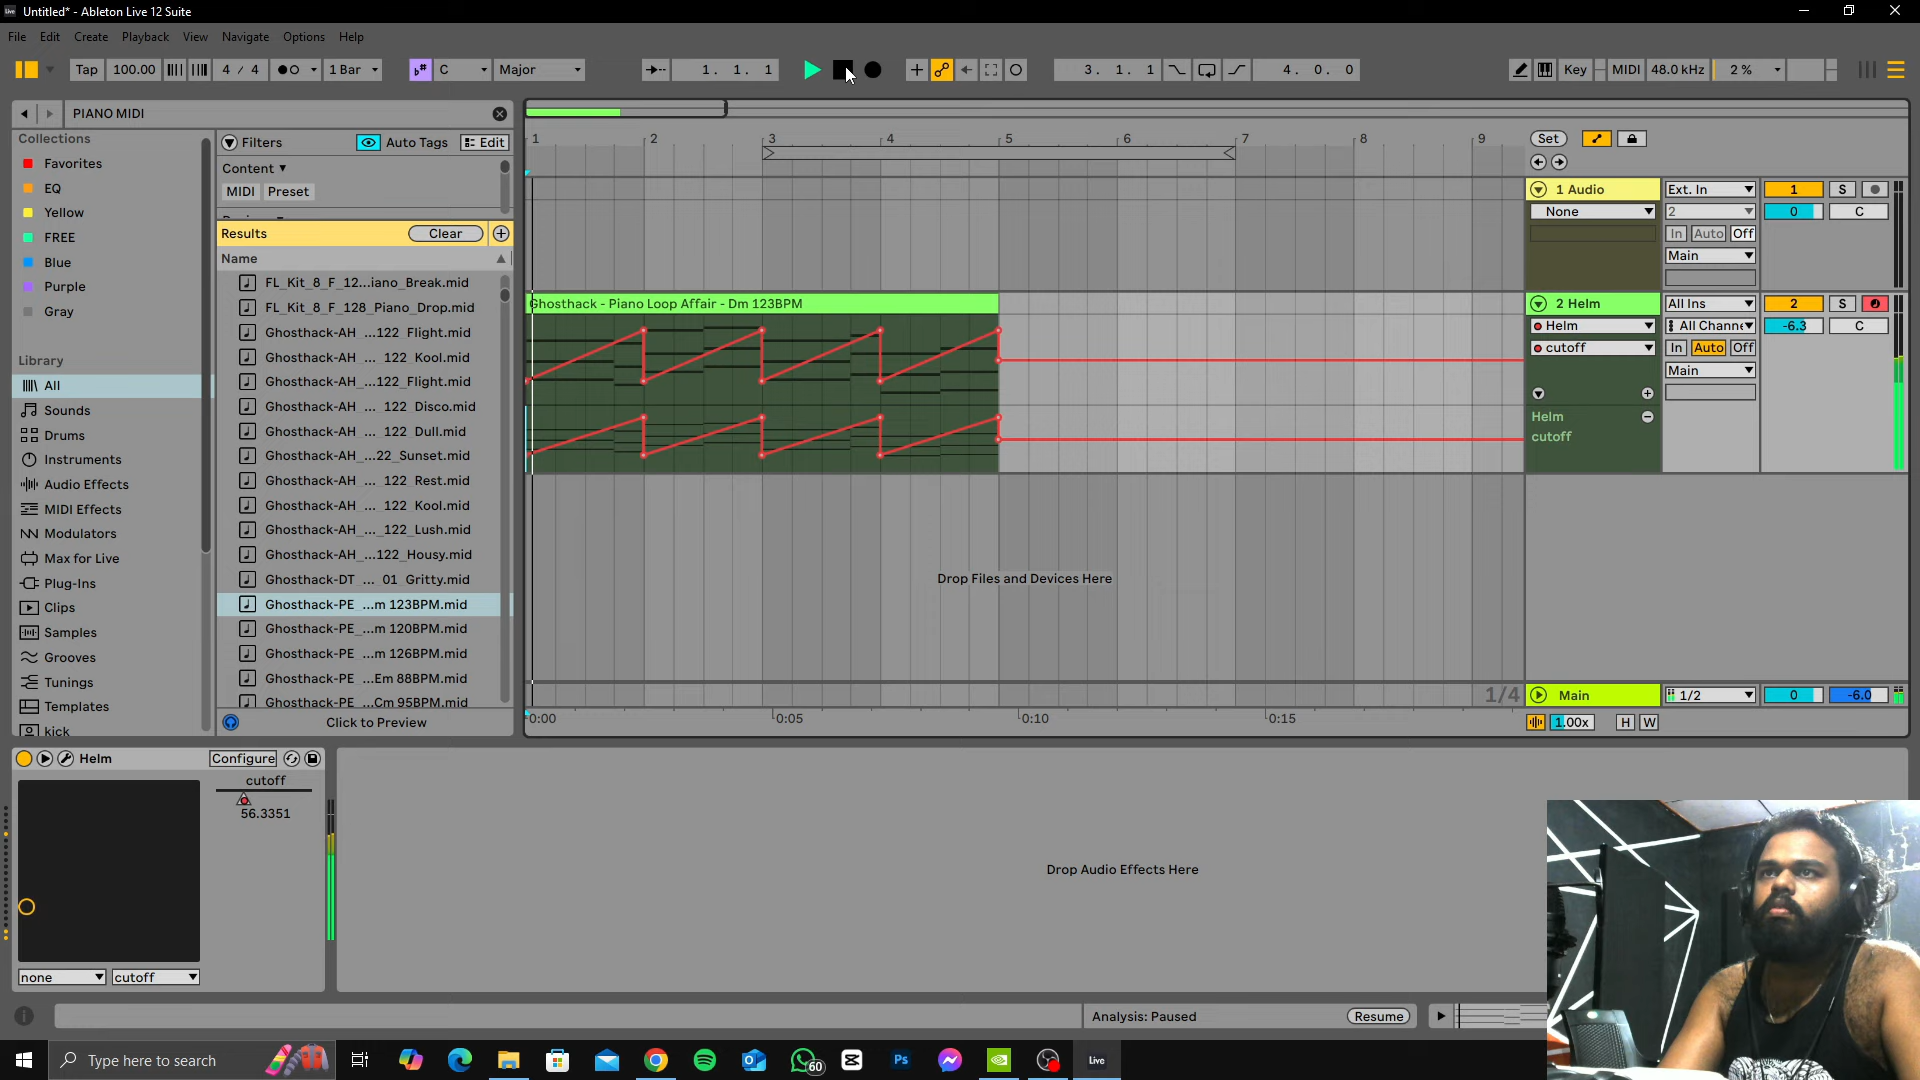 Untitled* - Ableton Live 12 Suite
File Edit Create Playback View Navigate Options Help
Tap 100.00 4 / 4 1 Bar C Major 1. 1. 1 3. 1. 1 4. 0. 0 Key MIDI 48.0 kHz 2 %
PIANO MIDI
Collections
Favorites
EQ
Yellow
FREE
Blue
Purple
Gray
Library
All
Sounds
Drums
Instruments
Audio Effects
MIDI Effects
Modulators
Max for Live
Plug-Ins
Clips
Samples
Grooves
Tunings
Templates
kick
Filters Auto Tags Edit
Content
MIDI Preset
Results Clear
Name
FL_Kit_8_F_12...iano_Break.mid
FL_Kit_8_F_128_Piano_Drop.mid
Ghosthack-AH _...122_Flight.mid
Ghosthack-AH _... 122_Kool.mid
Ghosthack-AH_...122_Flight.mid
Ghosthack-AH _... 122_Disco.mid
Ghosthack-AH _... 122_Dull.mid
Ghosthack-AH_...22_Sunset.mid
Ghosthack-AH _... 122_Rest.mid
Ghosthack-AH _... 122_Kool.mid
Ghosthack-AH _..._122_Lush.mid
Ghosthack-AH_...122_Housy.mid
Ghosthack-DT _... 01_Gritty.mid
Ghosthack-PE _...m 123BPM.mid
Ghosthack-PE_...m 120BPM.mid
Ghosthack-PE _...m 126BPM.mid
Ghosthack-PE _...Em 88BPM.mid
Ghosthack-PE _...Cm 95BPM.mid
Click to Preview
1 2 3 4 5 6 7 8 9
Ghosthack - Piano Loop Affair - Dm 123BPM
Drop Files and Devices Here
1/4
0:00 0:05 0:10 0:15
Set
1 Audio Ext. In 1 S
None 2 0 C
In Auto Off
Main
2 Helm All Ins 2 S
Helm All Channe -6.3 C
cutoff In Auto Off
Main
Helm
cutoff
Main 1/2 0 -6.0
1.00x H W
Helm Configure
cutoff
56.3351
none cutoff
Drop Audio Effects Here
Analysis: Paused Resume
Type here to search
60
Ps
Live